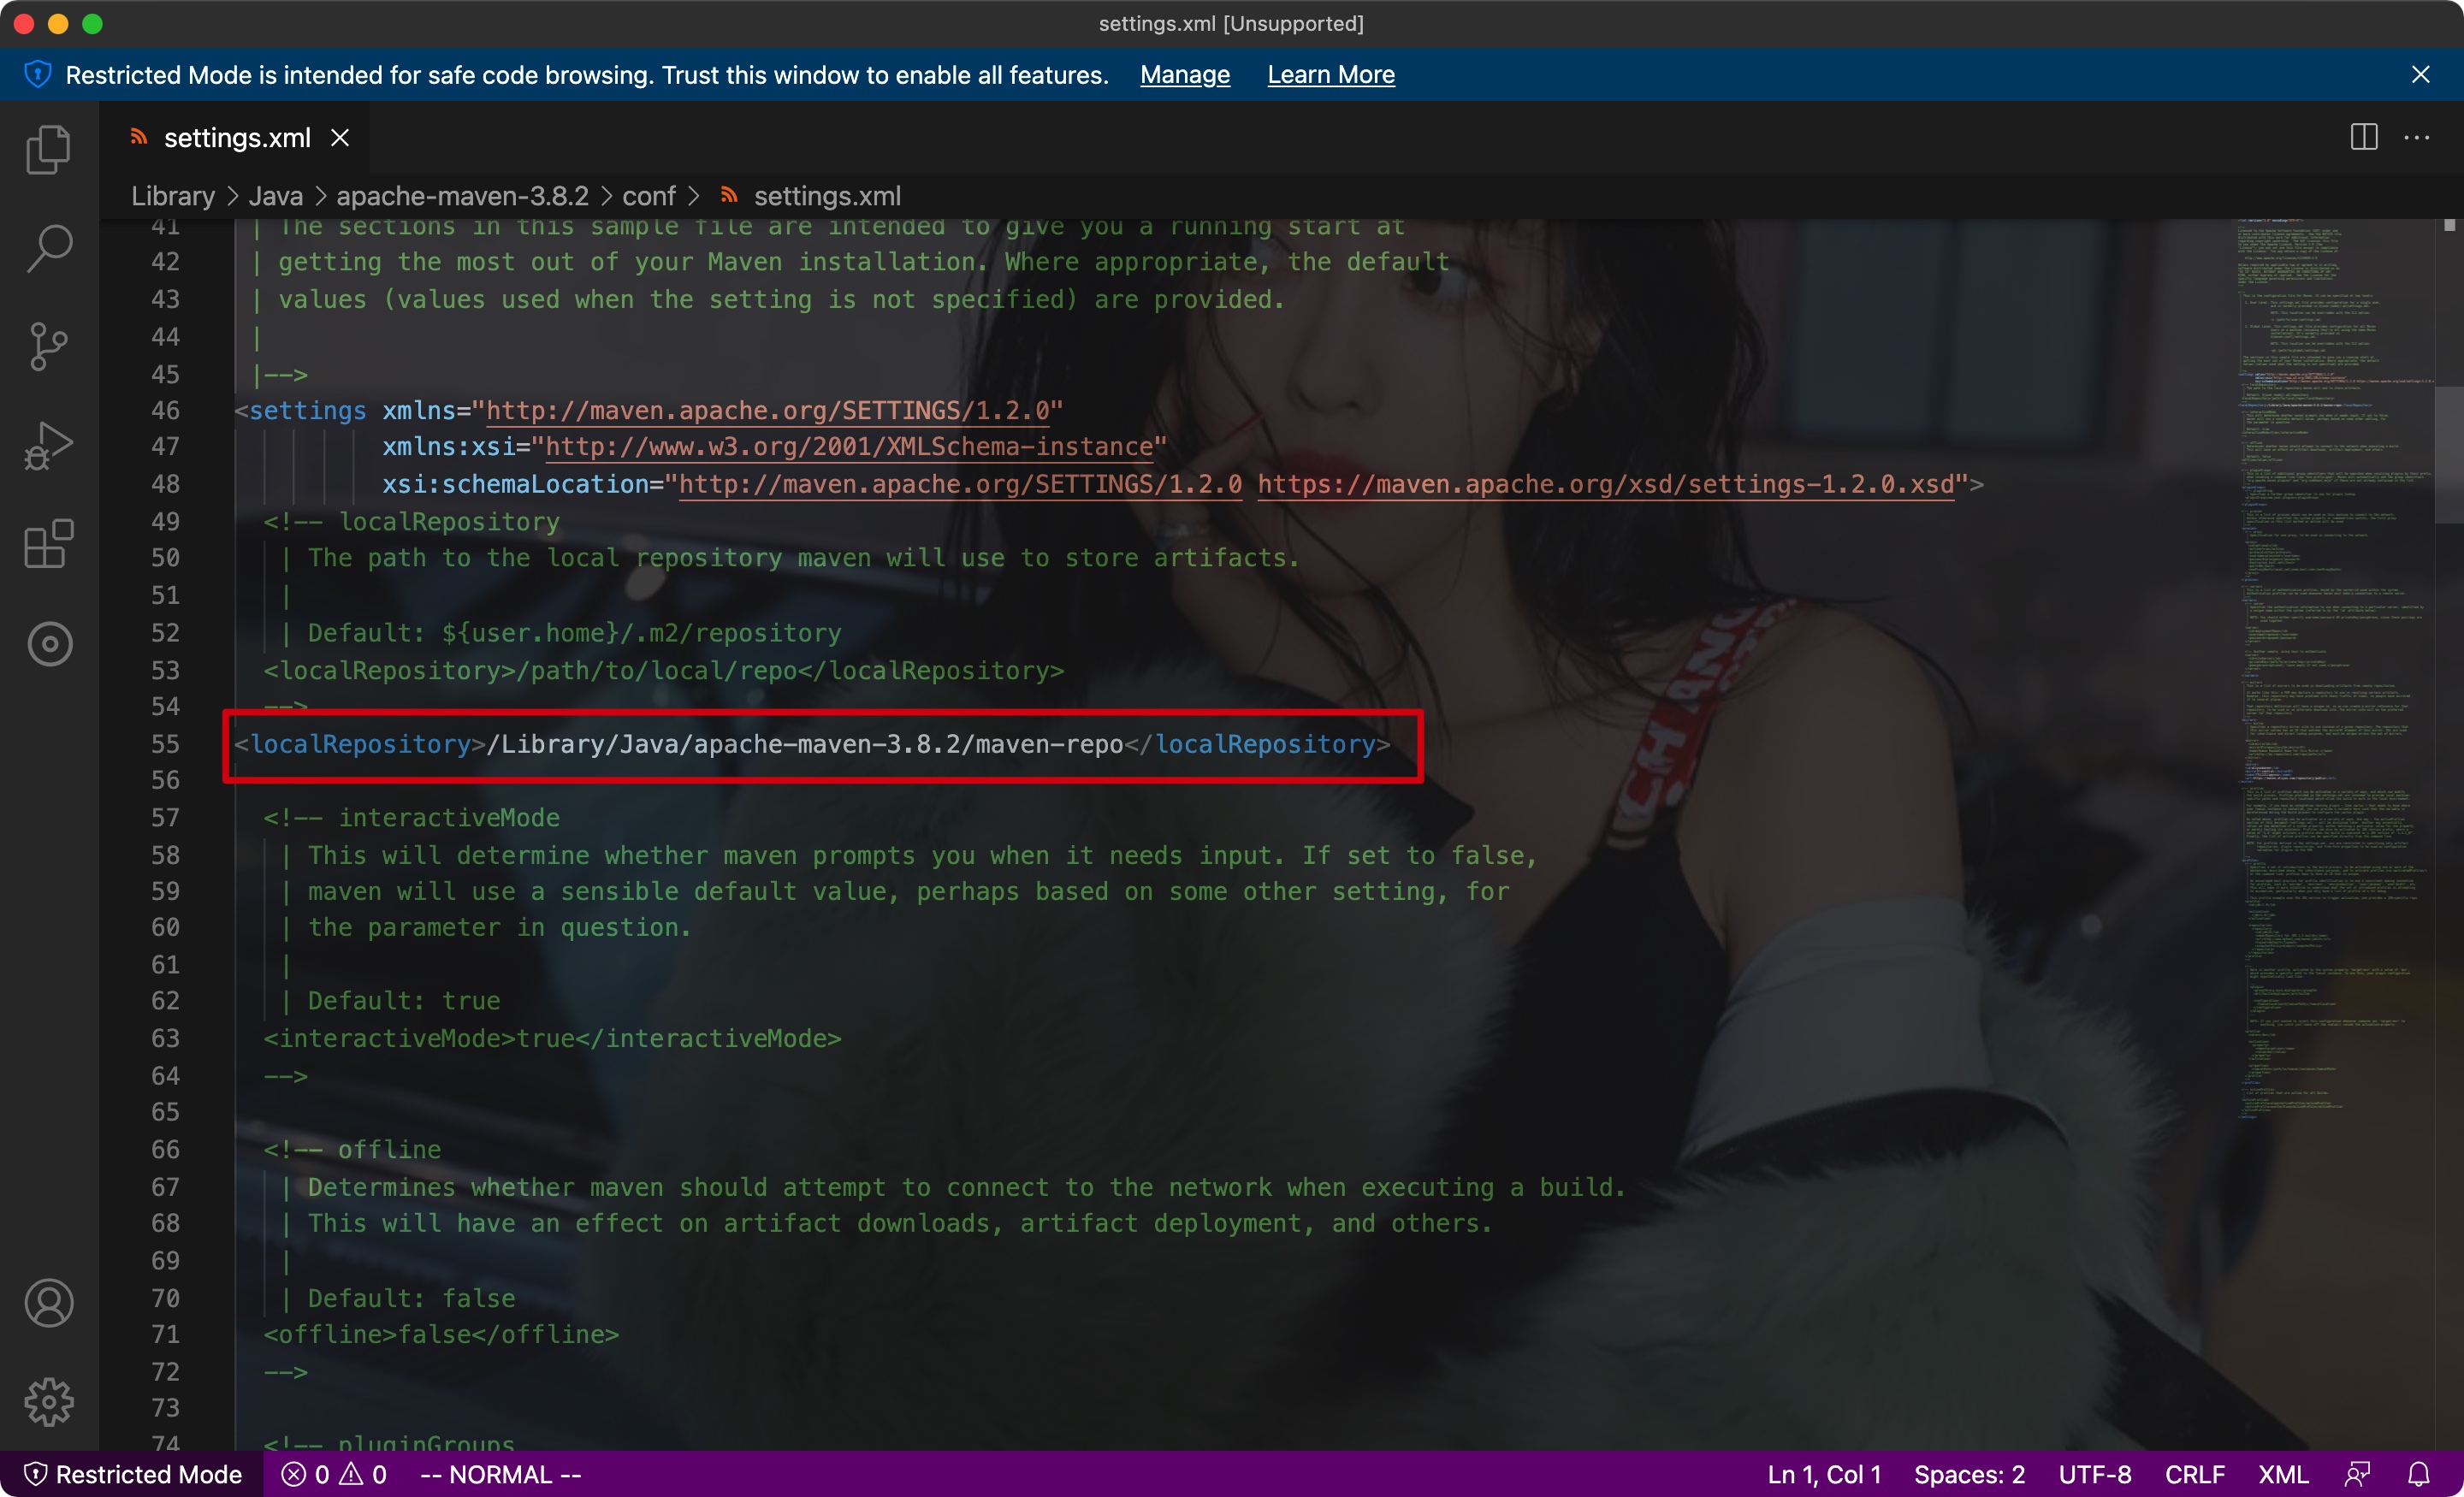 settings.xml [Unsupported]
Restricted Mode is intended for safe code browsing. Trust this window to enable all features. Manage Learn More
settings.xml
Library > Java > apache-maven-3.8.2 > conf > settings.xml
41 | The sections in this sample file are intended to give you a running start at
42 | getting the most out of your Maven installation. Where appropriate, the default
43 | values (values used when the setting is not specified) are provided.
44 |
45 |-->
46 <settings xmlns="http://maven.apache.org/SETTINGS/1.2.0"
47 xmlns:xsi="http://www.w3.org/2001/XMLSchema-instance"
48 xsi:schemaLocation="http://maven.apache.org/SETTINGS/1.2.0 https://maven.apache.org/xsd/settings-1.2.0.xsd">
49 <!-- localRepository
50 | The path to the local repository maven will use to store artifacts.
51 |
52 | Default: ${user.home}/.m2/repository
53 <localRepository>/path/to/local/repo</localRepository>
54 -->
55 <localRepository>/Library/Java/apache-maven-3.8.2/maven-repo</localRepository>
56
57 <!-- interactiveMode
58 | This will determine whether maven prompts you when it needs input. If set to false,
59 | maven will use a sensible default value, perhaps based on some other setting, for
60 | the parameter in question.
61 |
62 | Default: true
63 <interactiveMode>true</interactiveMode>
64 -->
65
66 <!-- offline
67 | Determines whether maven should attempt to connect to the network when executing a build.
68 | This will have an effect on artifact downloads, artifact deployment, and others.
69 |
70 | Default: false
71 <offline>false</offline>
72 -->
73
74 <!-- pluginGroups
Restricted Mode 0 0 -- NORMAL -- Ln 1, Col 1 Spaces: 2 UTF-8 CRLF XML